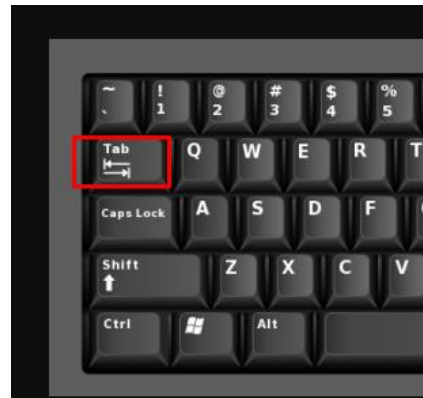 ~ ! @ # $ %
` 1 2 3 4 5
Tab Q W E R T
Caps Lock A S D F
Shift Z X C V
Ctrl Alt